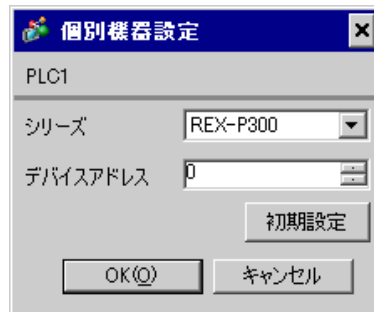 個別機器設定
PLC1
シリーズ REX-P300
デバイスアドレス 0
初期設定
OK(O) キャンセル